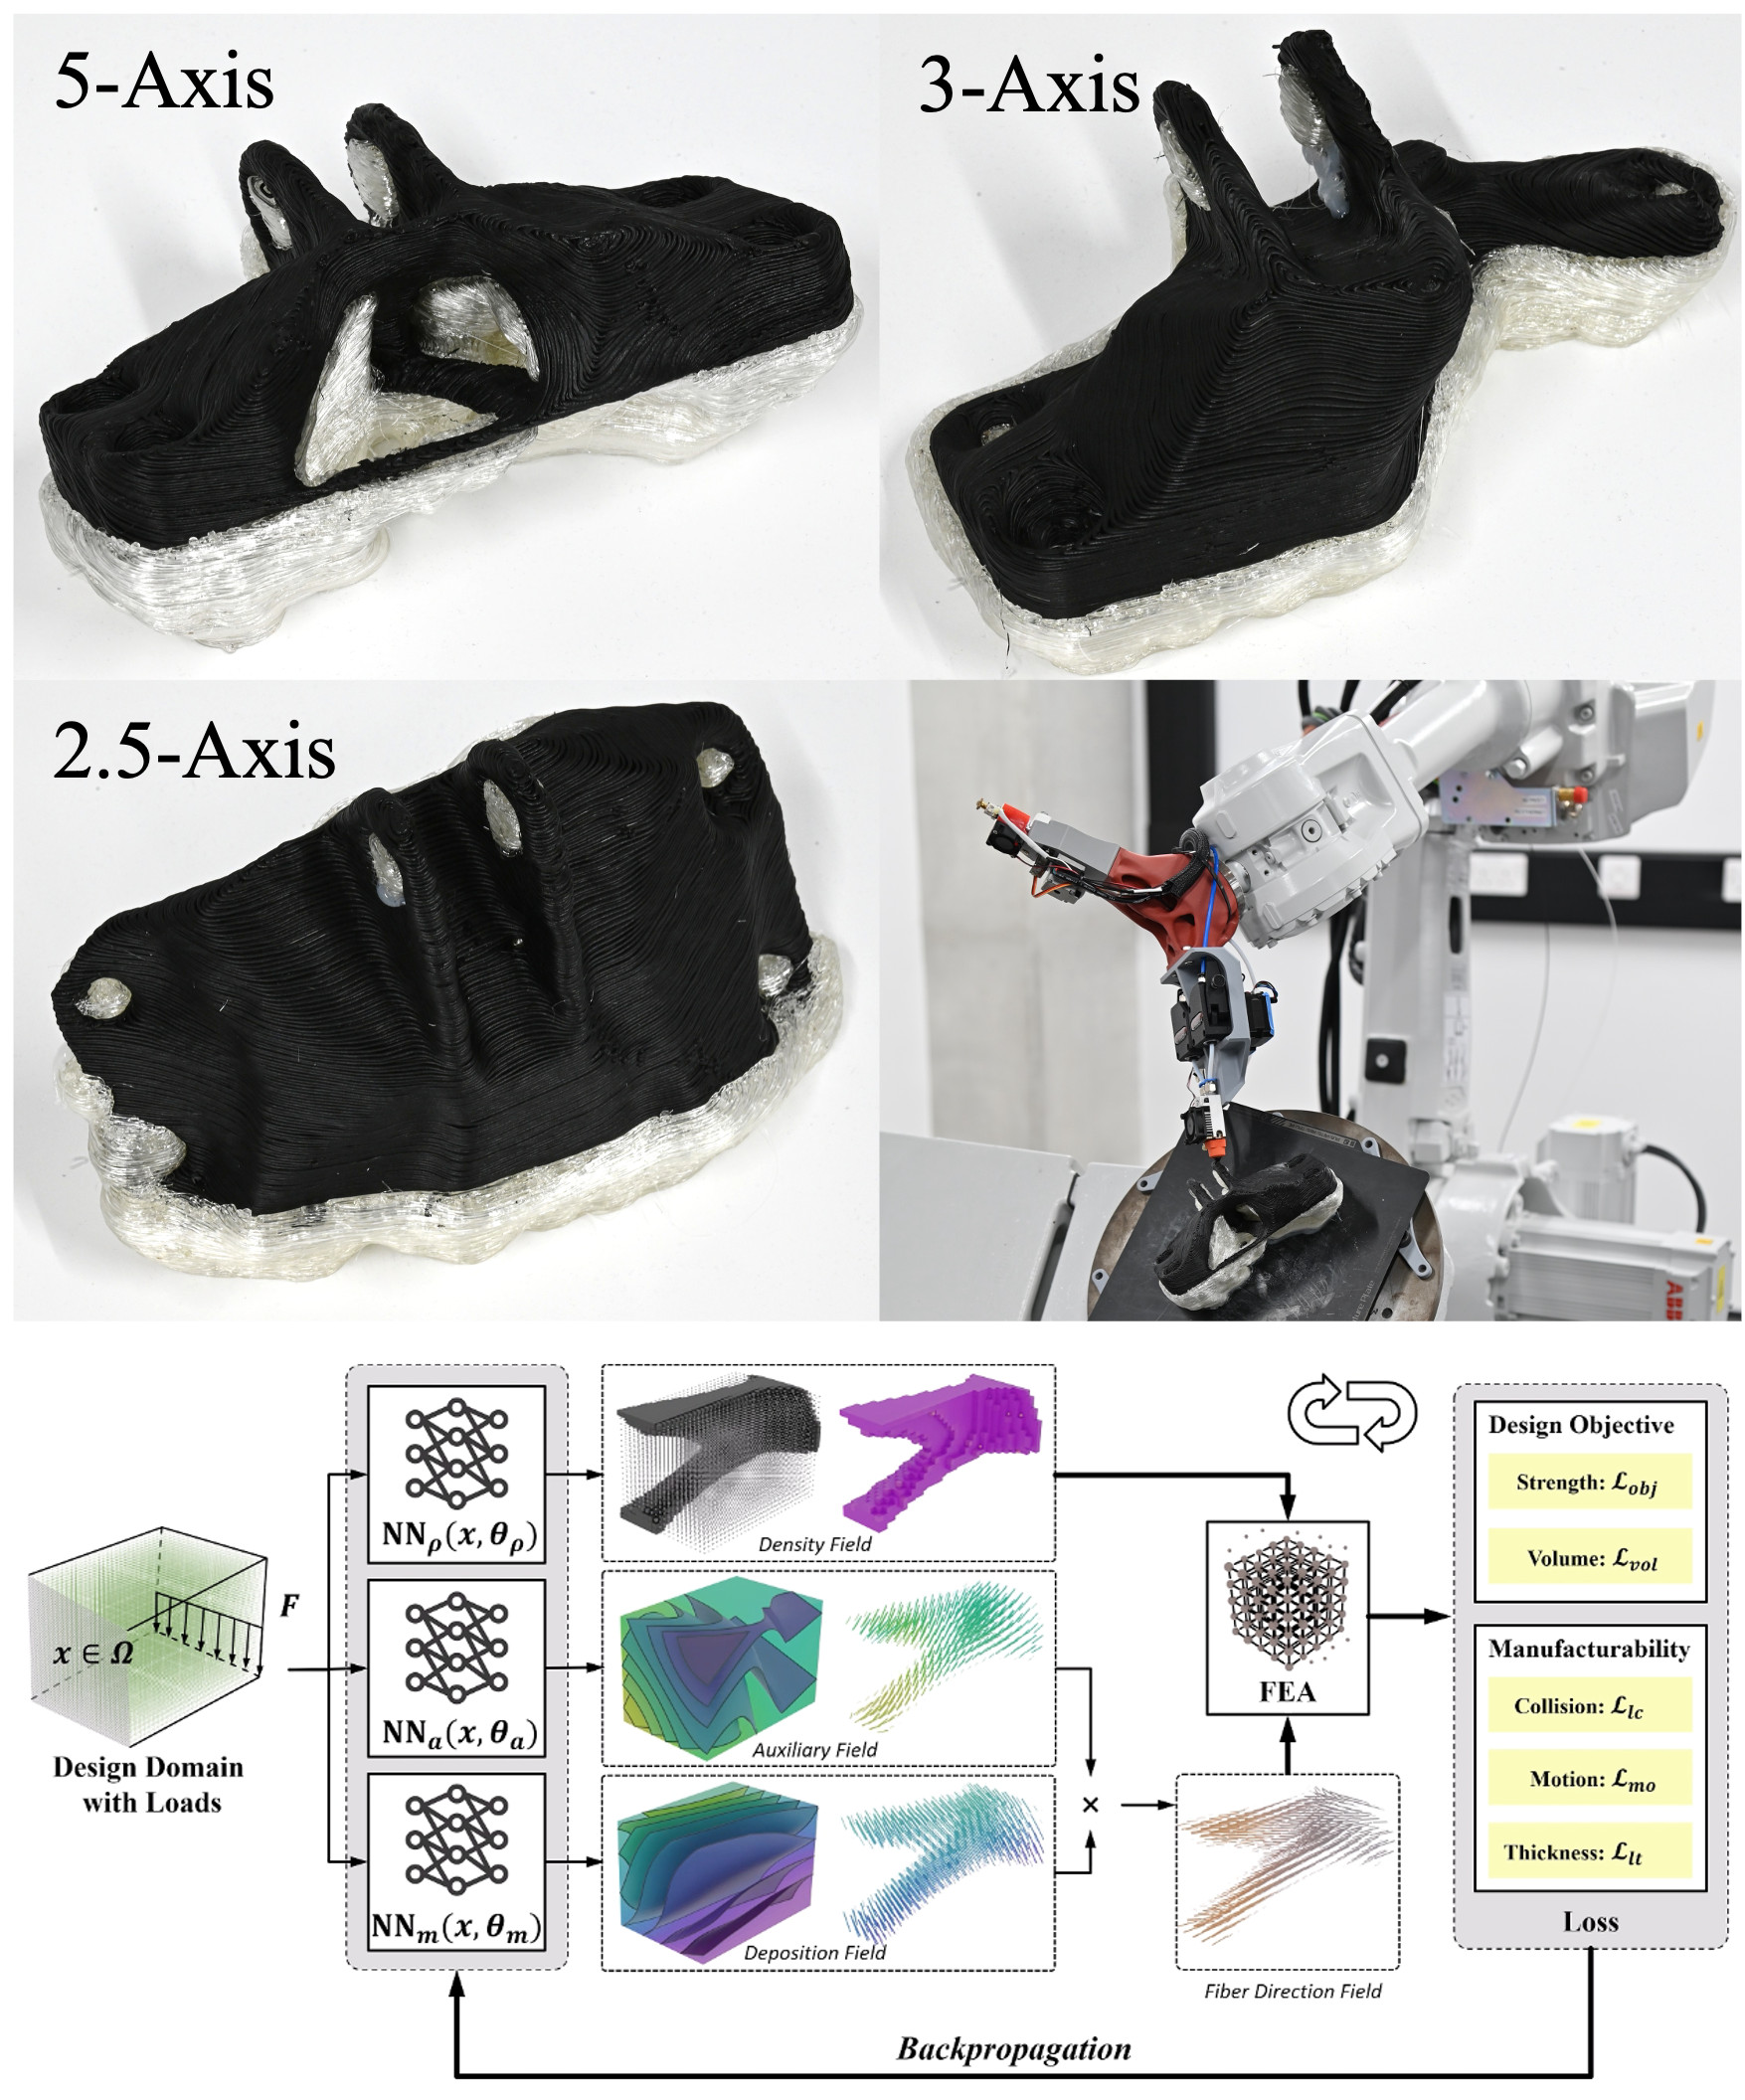 5-Axis
3-Axis
2.5-Axis
ABB
x ∈ Ω
F
Design Domain
with Loads
NNρ(x, θρ)
NNa(x, θa)
NNm(x, θm)
Density Field
Auxiliary Field
Deposition Field
×
Fiber Direction Field
FEA
Design Objective
Strength: ℒobj
Volume: ℒvol
Manufacturability
Collision: ℒlc
Motion: ℒmo
Thickness: ℒlt
Loss
Backpropagation